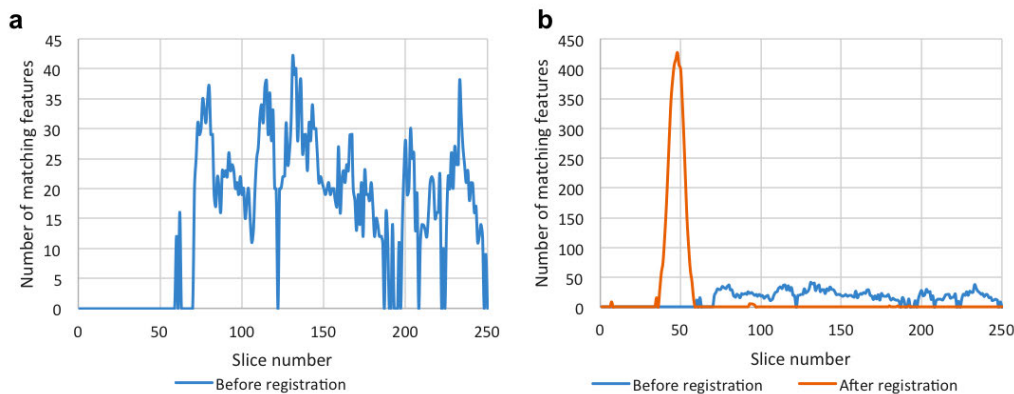 a
Number of matching features
45
40
35
30
25
20
15
10
5
0
0 50 100 150 200 250
Slice number
Before registration
b
Number of matching features
450
400
350
300
250
200
150
100
50
0
0 50 100 150 200 250
Slice number
Before registration After registration